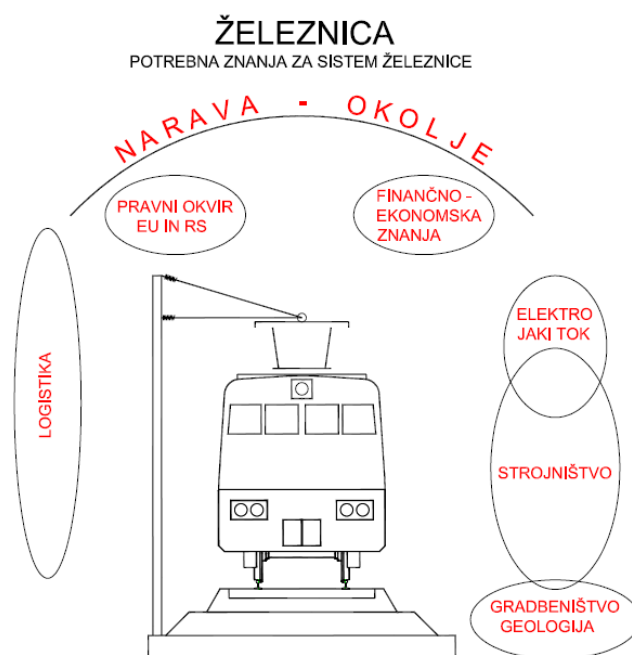 ŽELEZNICA
POTREBNA ZNANJA ZA SISTEM ŽELEZNICE
NARAVA - OKOLJE
PRAVNI OKVIR
EU IN RS
FINANČNO -
EKONOMSKA
ZNANJA
LOGISTIKA
ELEKTRO
JAKI TOK
STROJNIŠTVO
GRADBENIŠTVO
GEOLOGIJA